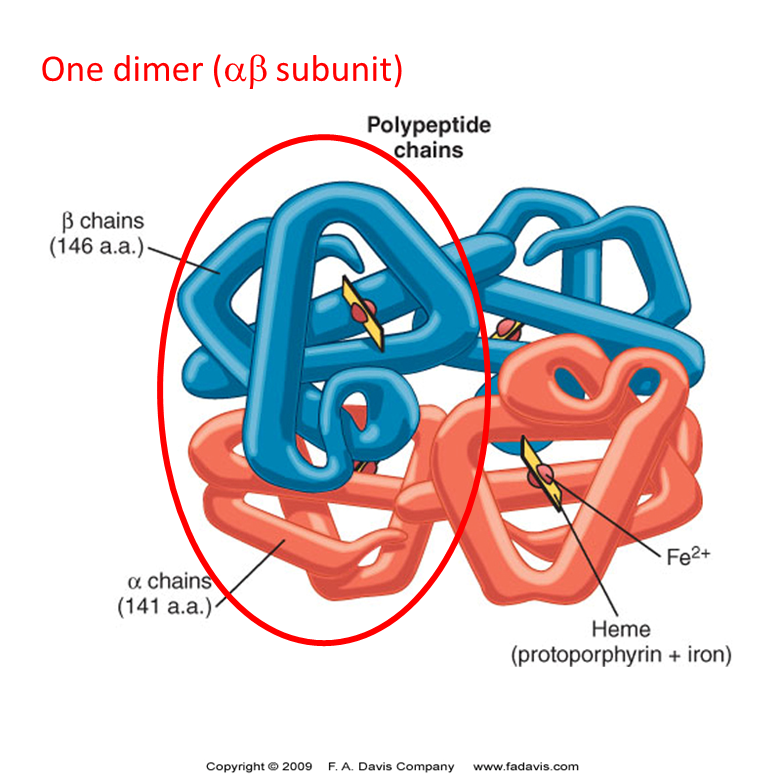 One dimer (αβ subunit)
Polypeptide
chains
β chains
(146 a.a.)
α chains
(141 a.a.)
Fe2+
Heme
(protoporphyrin + iron)
Copyright © 2009 F. A. Davis Company www.fadavis.com